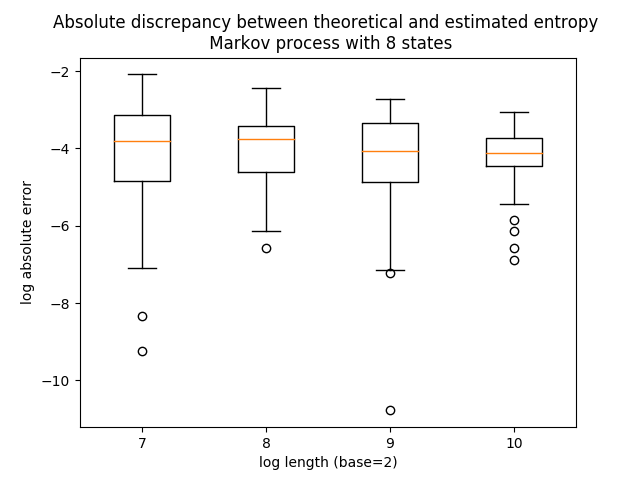 Absolute discrepancy between theoretical and estimated entropy
Markov process with 8 states
−2
−4
−6
−8
−10
log absolute error
7 8 9 10
log length (base=2)